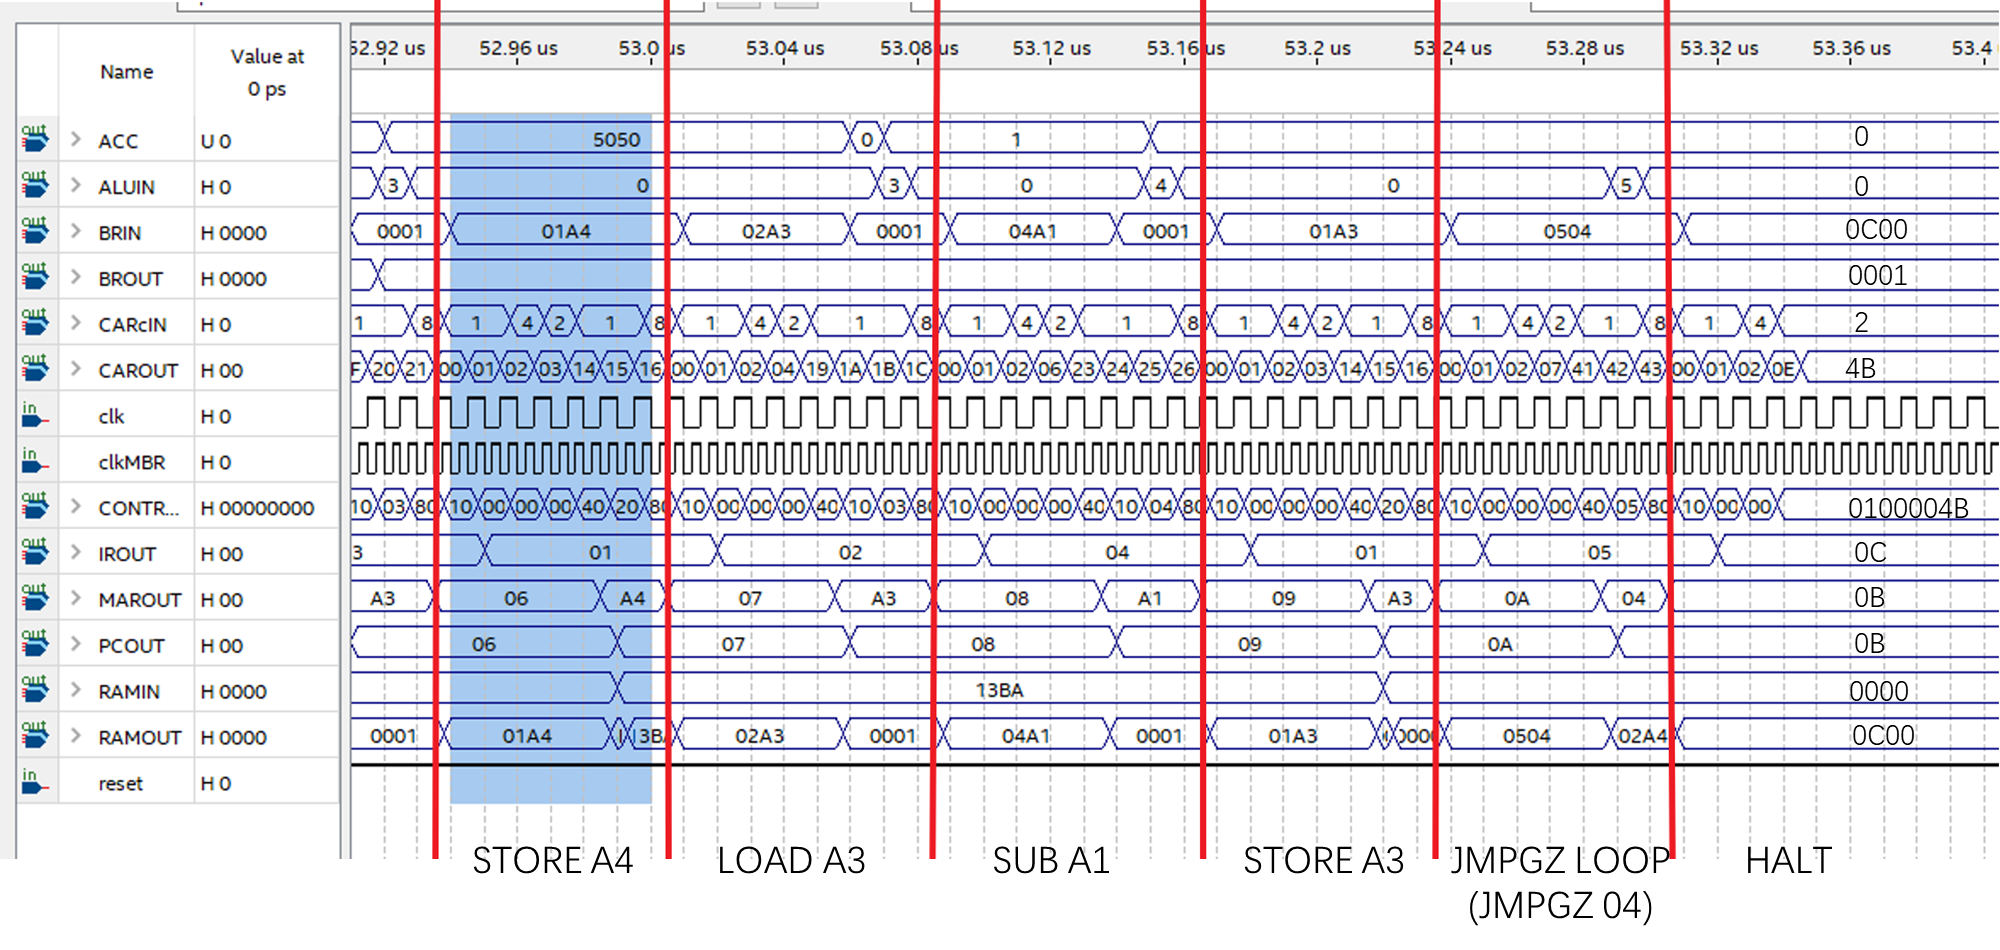 52.92 us 52.96 us 53.0 us 53.04 us 53.08 us 53.12 us 53.16 us 53.2 us 53.24 us 53.28 us 53.32 us 53.36 us 53.4
Name Value at
0 ps
out ACC U 0 5050 0 1 0
out ALUIN H 0 3 0 3 0 4 0 5 0
out BRIN H 0000 0001 01A4 02A3 0001 04A1 0001 01A3 0504 0C00
out BROUT H 0000 0001
out CARcIN H 0 1 8 1 4 2 1 8 1 4 2 1 8 1 4 2 1 8 1 4 2 1 8 1 4 2 1 8 1 4 2
out CAROUT H 00 F 20 21 00 01 02 03 14 15 16 00 01 02 04 19 1A 1B 1C 00 01 02 06 23 24 25 26 00 01 02 03 14 15 16 00 01 02 07 41 42 43 00 01 02 0E 4B
in clk H 0
in clkMBR H 0
out CONTR... H 00000000 10 03 80 10 00 00 00 40 20 80 10 00 00 00 40 10 03 80 10 00 00 00 40 10 04 80 10 00 00 00 40 20 80 10 00 00 00 40 05 80 10 00 00 0100004B
out IROUT H 00 3 01 02 04 01 05 0C
out MAROUT H 00 A3 06 A4 07 A3 08 A1 09 A3 0A 04 0B
out PCOUT H 00 06 07 08 09 0A 0B
out RAMIN H 0000 13BA 0000
out RAMOUT H 0000 0001 01A4 13BA 02A3 0001 04A1 0001 01A3 000 0504 02A4 0C00
in reset H 0
STORE A4 LOAD A3 SUB A1 STORE A3 JMPGZ LOOP HALT
(JMPGZ 04)